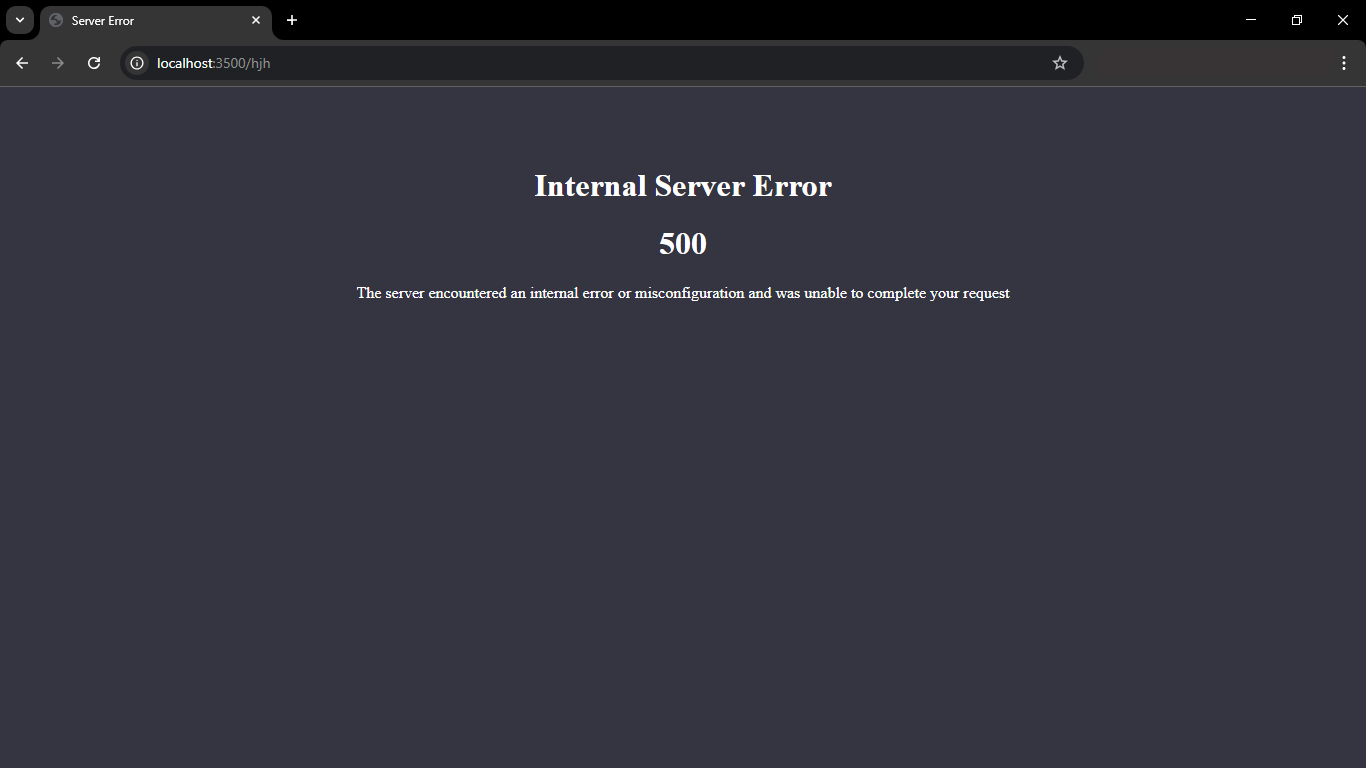 Server Error
localhost:3500/hjh
Internal Server Error
500
The server encountered an internal error or misconfiguration and was unable to complete your request